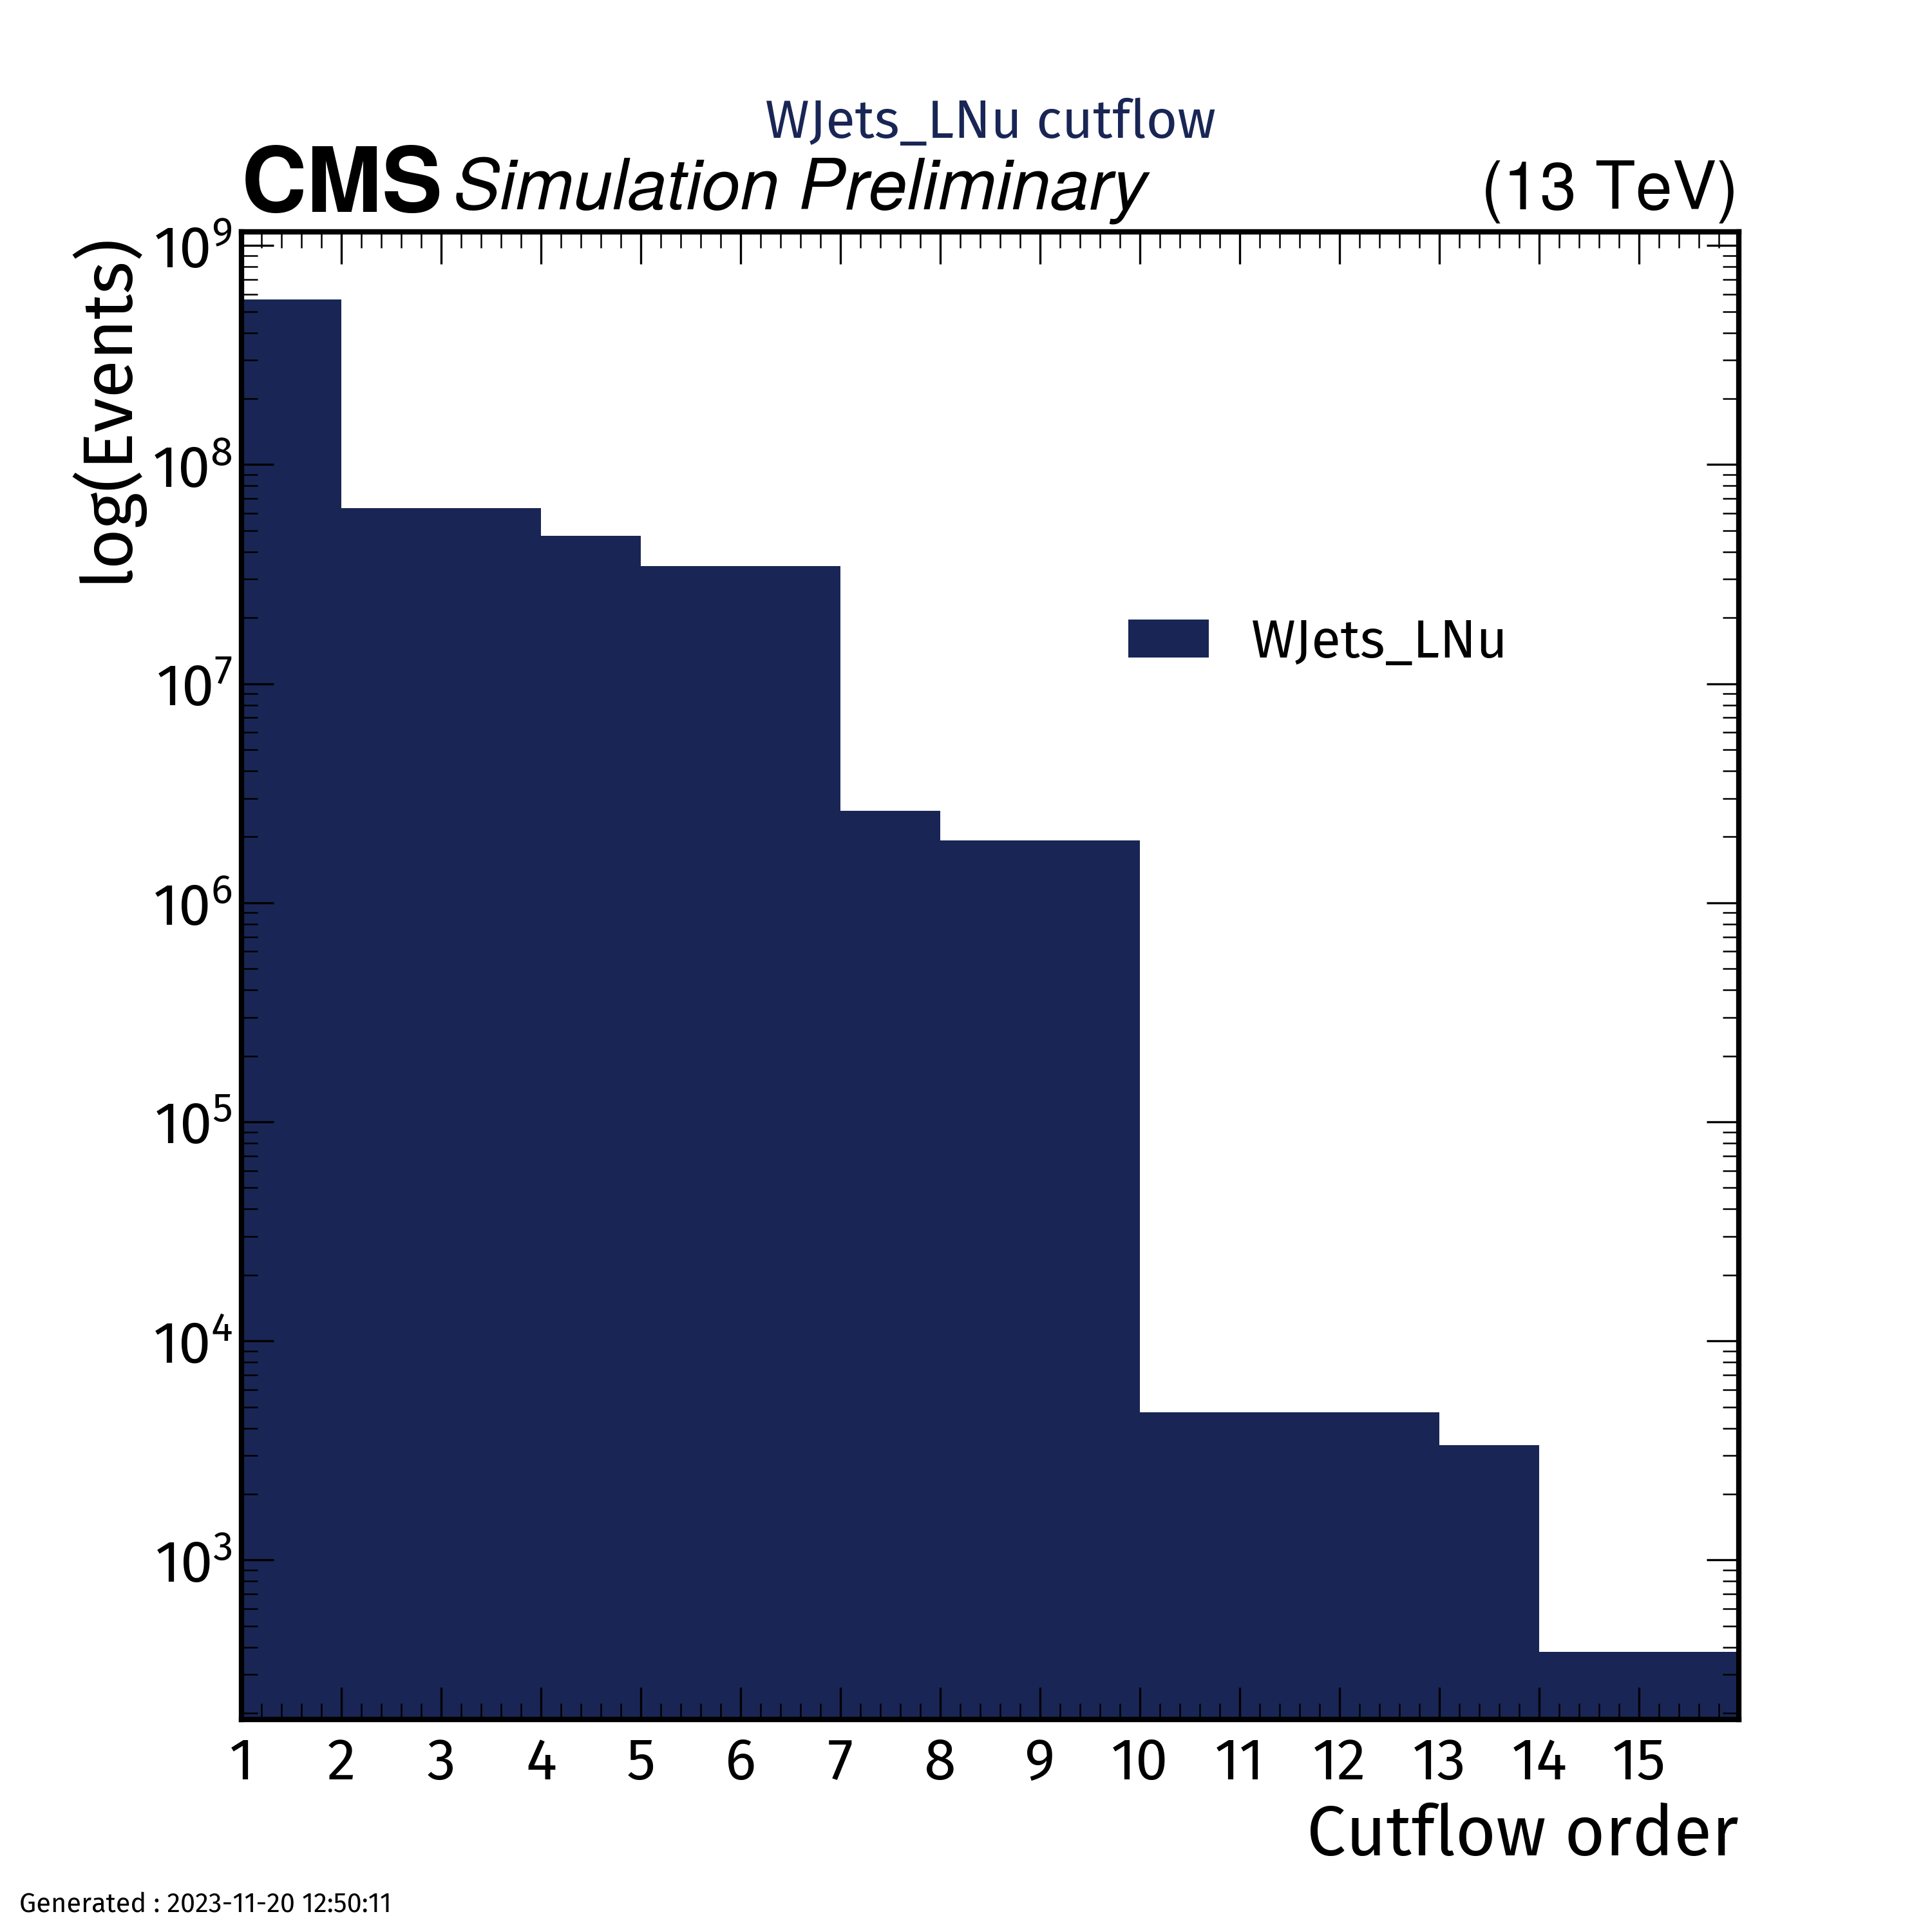 WJets_LNu cutflow
CMS Simulation Preliminary (13 TeV)
log(Events)
10^9
10^8
10^7
10^6
10^5
10^4
10^3
WJets_LNu
1 2 3 4 5 6 7 8 9 10 11 12 13 14 15
Cutflow order
Generated : 2023-11-20 12:50:11